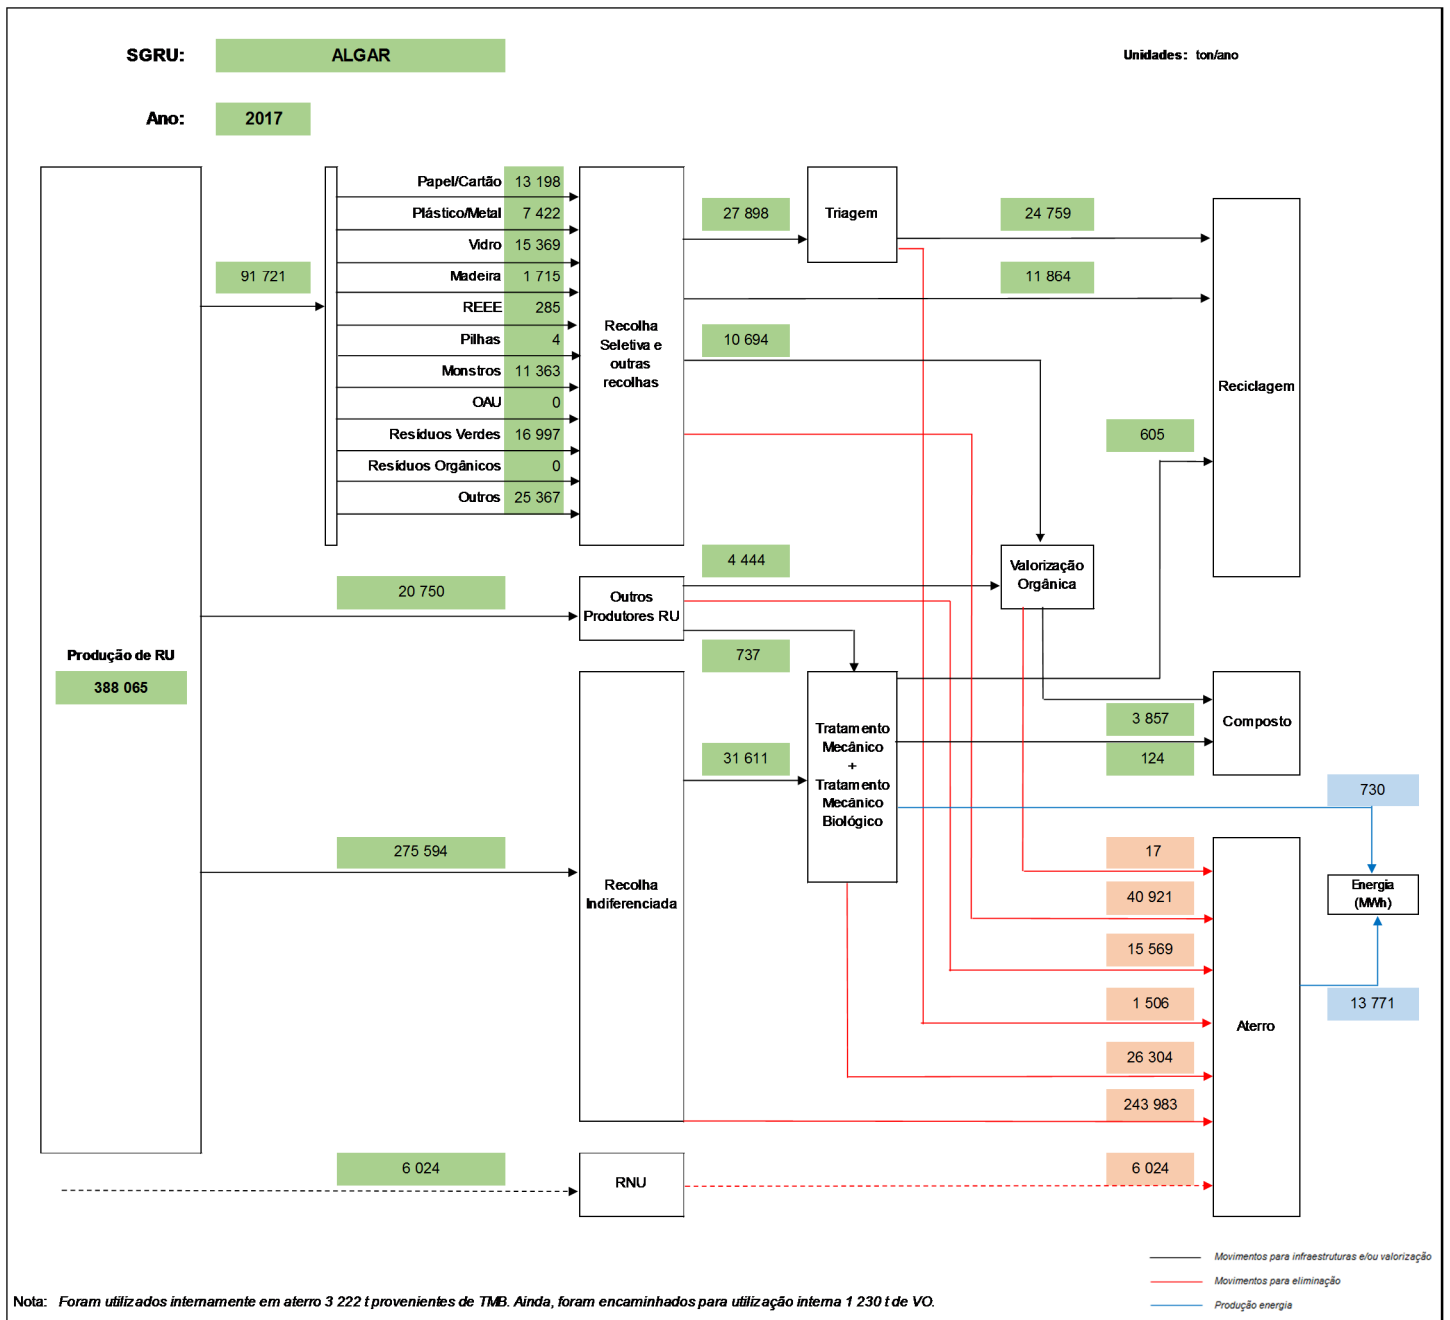 SGRU: ALGAR
Unidades: ton/ano
Ano: 2017
Papel/Cartão 13 198
Plástico/Metal 7 422
Vidro 15 369
Madeira 1 715
REEE 285
Pilhas 4
Monstros 11 363
OAU 0
Resíduos Verdes 16 997
Resíduos Orgânicos 0
Outros 25 367
91 721
Recolha
Seletiva e
outras
recolhas
27 898
Triagem
24 759
11 864
10 694
Reciclagem
605
Valorização
Orgânica
4 444
20 750
Outros
Produtores RU
737
Produção de RU
388 065
Tratamento
Mecânico
+
Tratamento
Mecânico
Biológico
31 611
3 857
124
Composto
730
275 594
Recolha
Indiferenciada
17
40 921
15 569
1 506
26 304
243 983
Energia
(MWh)
13 771
Aterro
6 024
RNU
6 024
Movimentos para infraestruturas e/ou valorização
Movimentos para eliminação
Produção energia
Nota: Foram utilizados internamente em aterro 3 222 t provenientes de TMB. Ainda, foram encaminhados para utilização interna 1 230 t de VO.